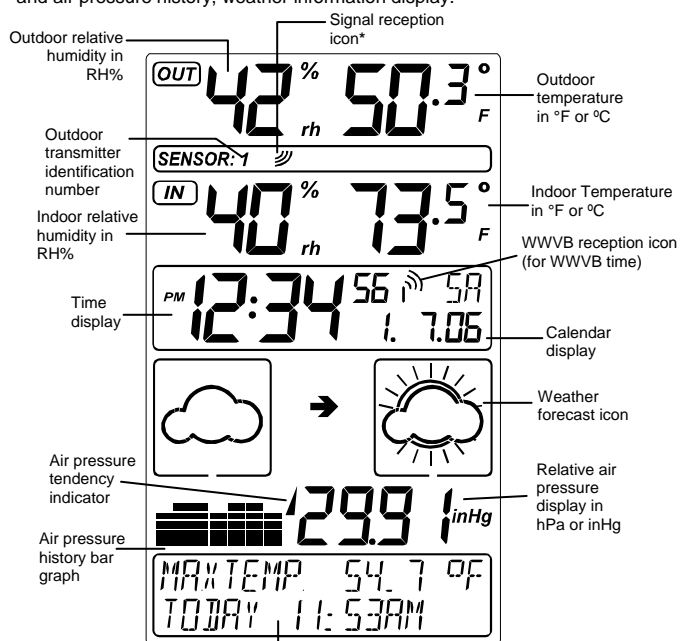 and air pressure history, weather information display.
Signal reception
icon*
Outdoor relative
humidity in
RH%
OUT 42 % rh 50.3° F
Outdoor
temperature
in °F or ºC
Outdoor
transmitter
identification
number
SENSOR: 1
IN 40 % rh 73.5° F
Indoor Temperature
in °F or ºC
Indoor relative
humidity in
RH%
WWVB reception icon
(for WWVB time)
Time
display
PM 12:34 56 SA
1. 7.06
Calendar
display
Weather
forecast icon
Air pressure
tendency
indicator
29.91 inHg
Relative air
pressure
display in
hPa or inHg
Air pressure
history bar
graph
MAX TEMP. 54.7 ºF
TODAY 11:53AM